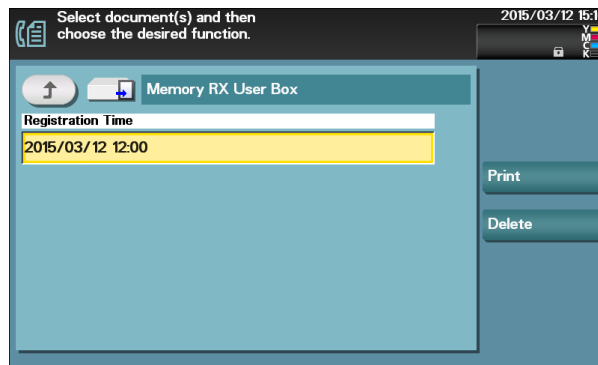 Select document(s) and then
choose the desired function.
2015/03/12 15:1
Y
M
C
K
Memory RX User Box
Registration Time
2015/03/12 12:00
Print
Delete